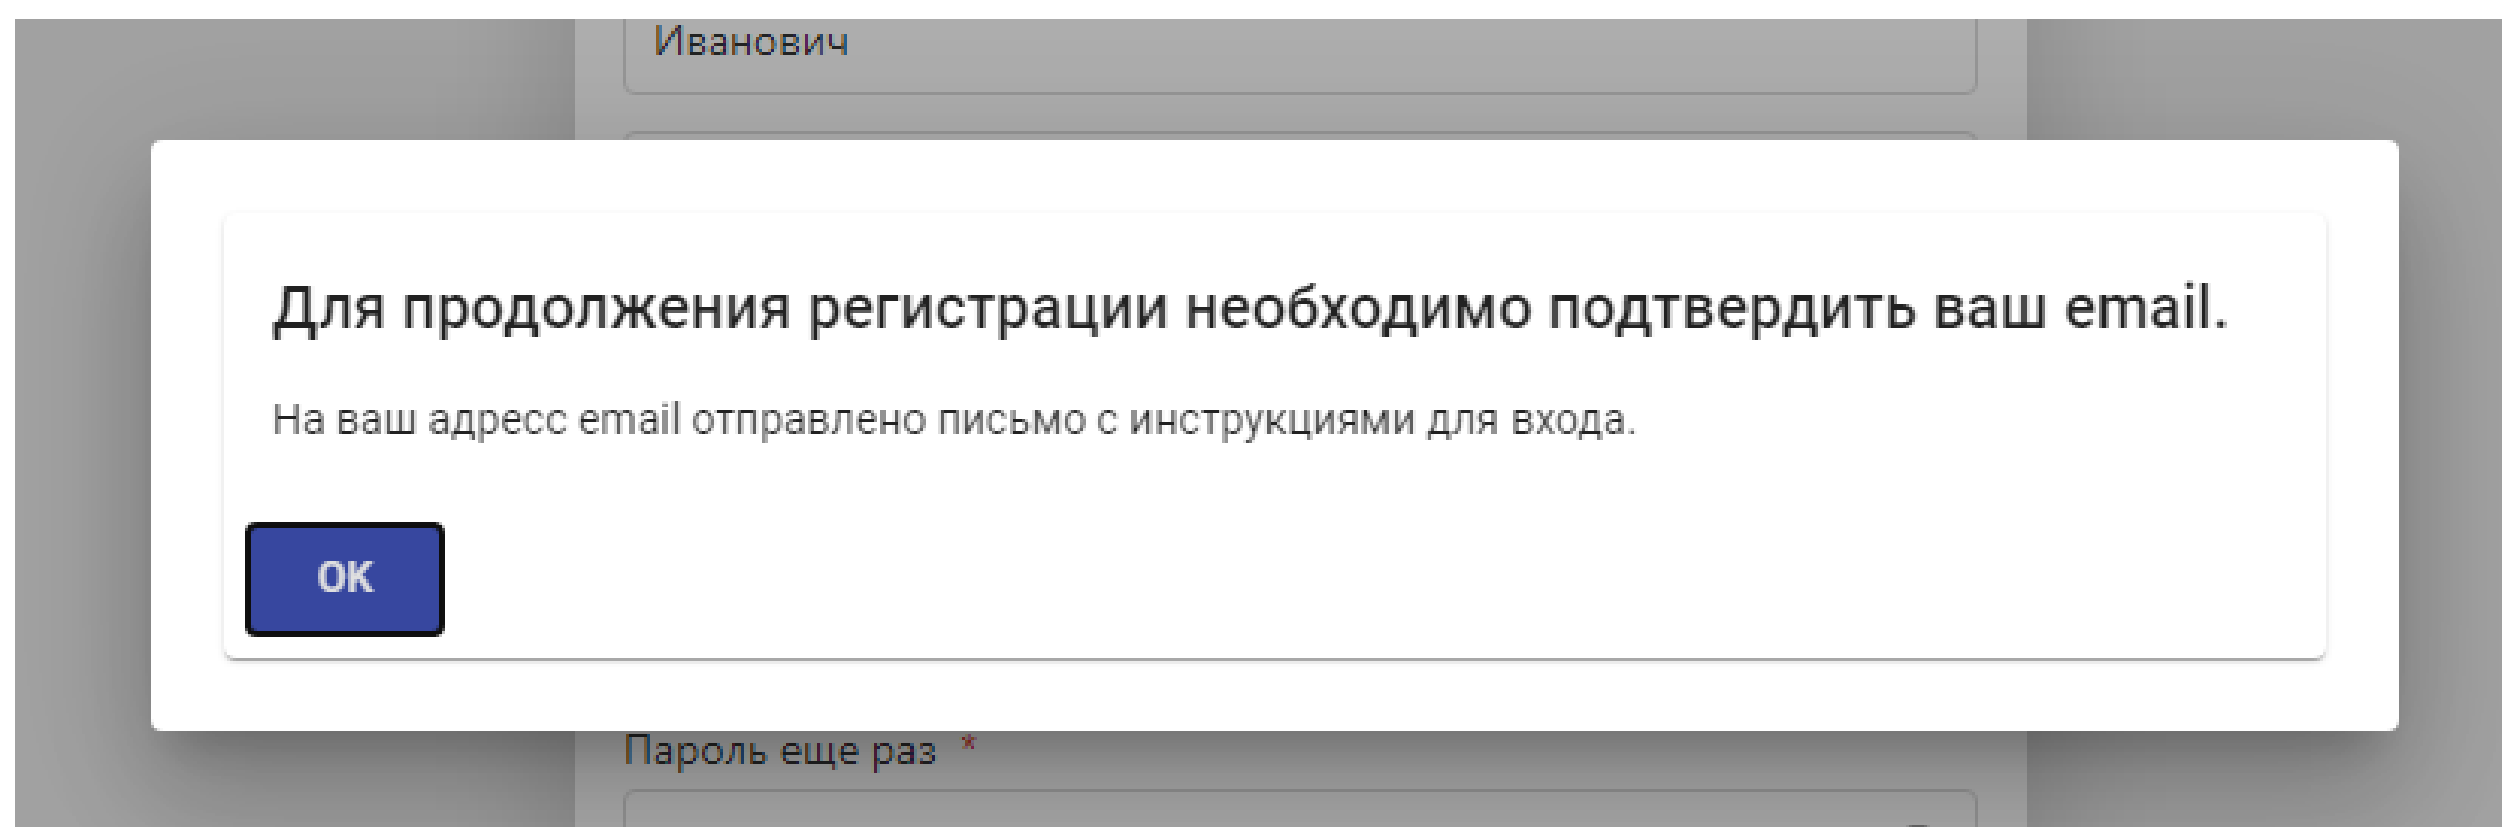 Иванович
Для продолжения регистрации необходимо подтвердить ваш email.
На ваш адресс email отправлено письмо с инструкциями для входа.
OK
Пароль еще раз *